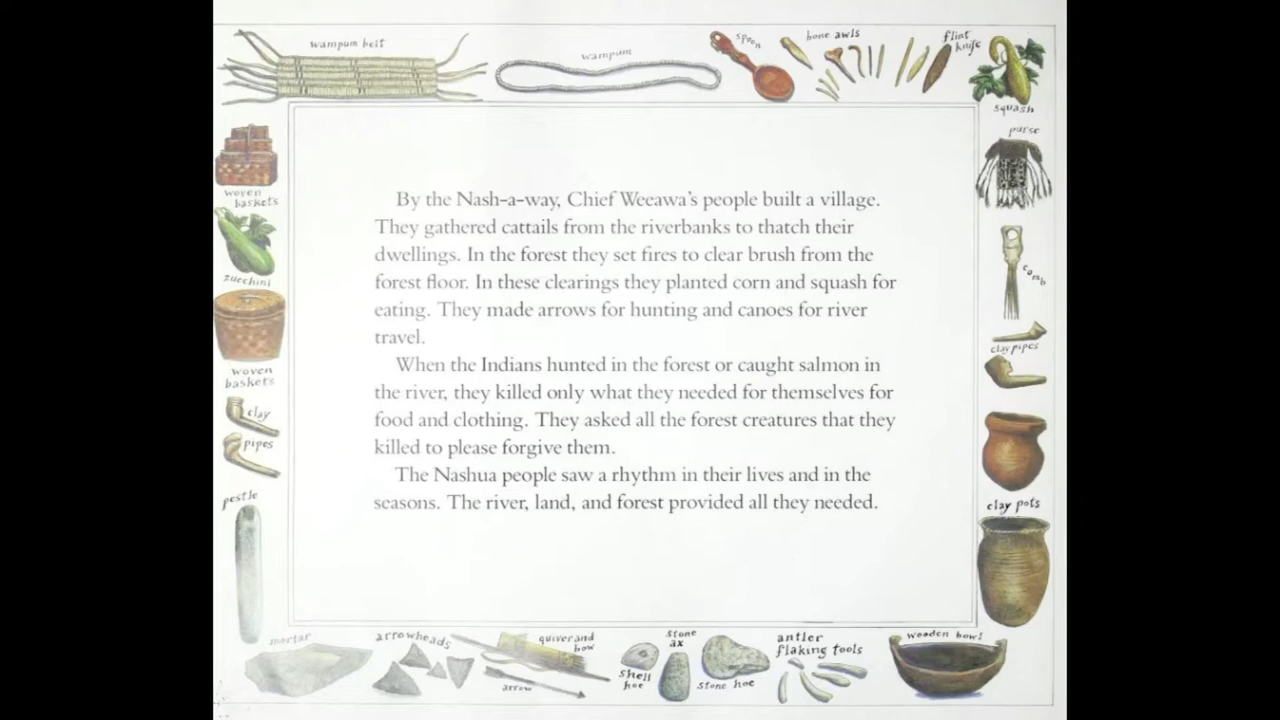 wampum belt
wampum
spoon
bone awls
flint
knife
squash
woven
baskets
zucchini
woven
baskets
clay
pipes
pestle
By the Nash-a-way, Chief Weeawa's people built a village.
They gathered cattails from the riverbanks to thatch their
dwellings. In the forest they set fires to clear brush from the
forest floor. In these clearings they planted corn and squash for
eating. They made arrows for hunting and canoes for river
travel.
When the Indians hunted in the forest or caught salmon in
the river, they killed only what they needed for themselves for
food and clothing. They asked all the forest creatures that they
killed to please forgive them.
The Nashua people saw a rhythm in their lives and in the
seasons. The river, land, and forest provided all they needed.
purse
comb
clay pipes
clay pots
mortar
arrowheads
quiver and
bow
arrow
shell
hoe
stone
ax
stone hoe
antler
flaking tools
wooden bowl